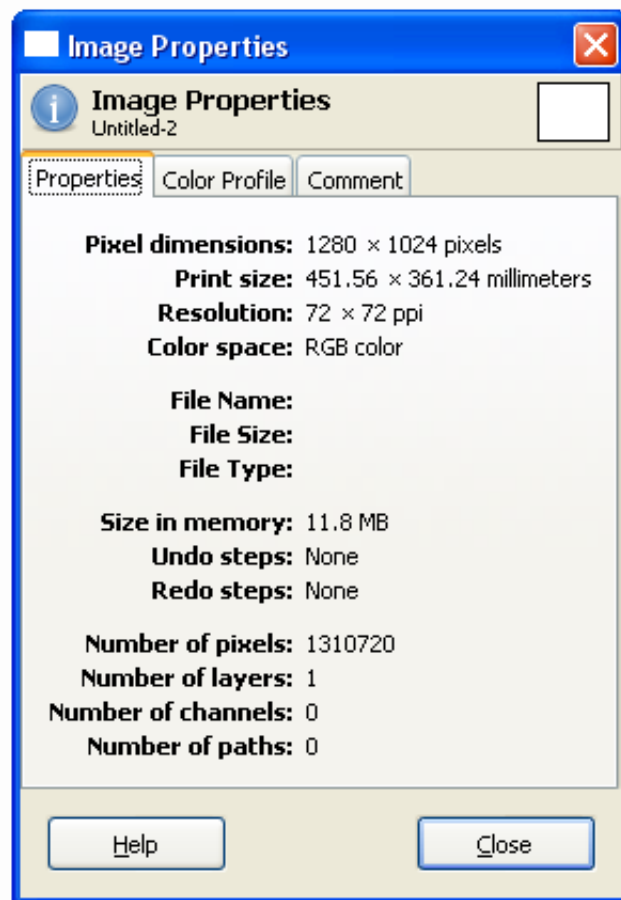 Image Properties
Image Properties
Untitled-2
Properties Color Profile Comment
Pixel dimensions: 1280 × 1024 pixels
Print size: 451.56 × 361.24 millimeters
Resolution: 72 × 72 ppi
Color space: RGB color
File Name:
File Size:
File Type:
Size in memory: 11.8 MB
Undo steps: None
Redo steps: None
Number of pixels: 1310720
Number of layers: 1
Number of channels: 0
Number of paths: 0
Help Close